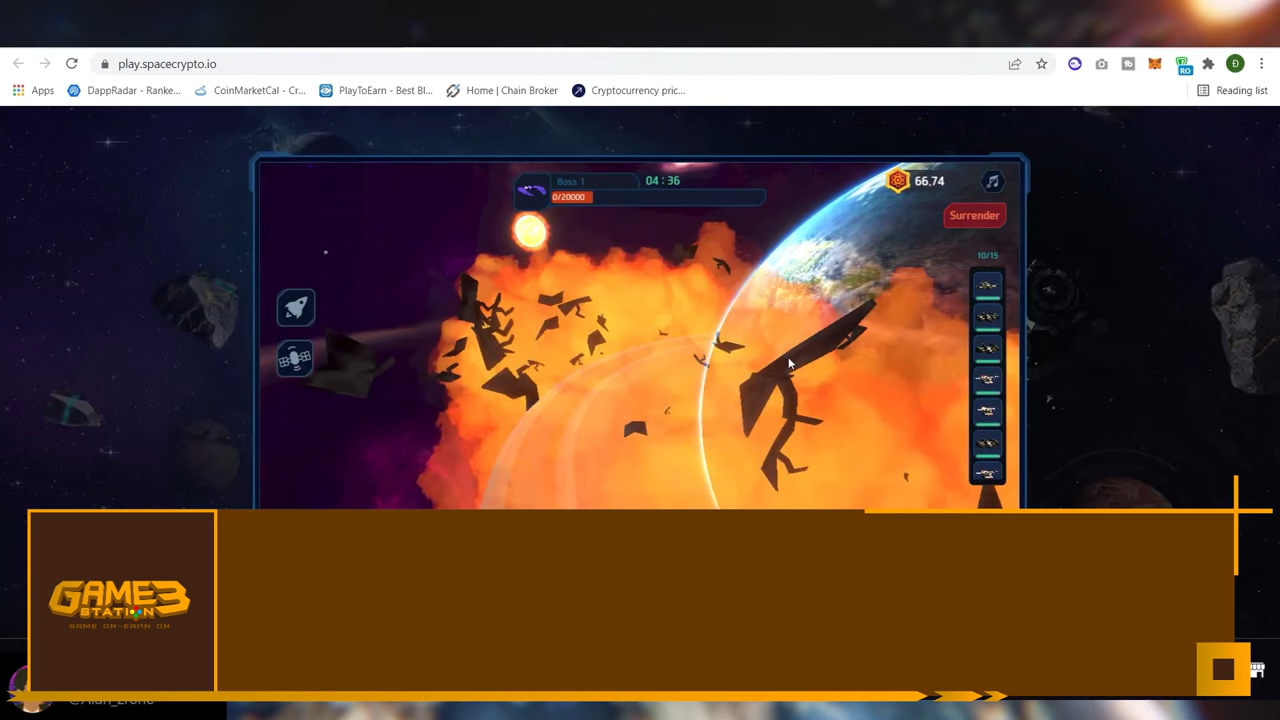 play.spacecrypto.io
RO
Đ
Apps
DappRadar - Ranke...
CoinMarketCal - Cr...
PlayToEarn - Best Bl...
Home | Chain Broker
Cryptocurrency pric...
Reading list
Boss 1
04 : 36
0/20000
66.74
Surrender
10/15
GAME3
STATION
GAME ON-EARN ON